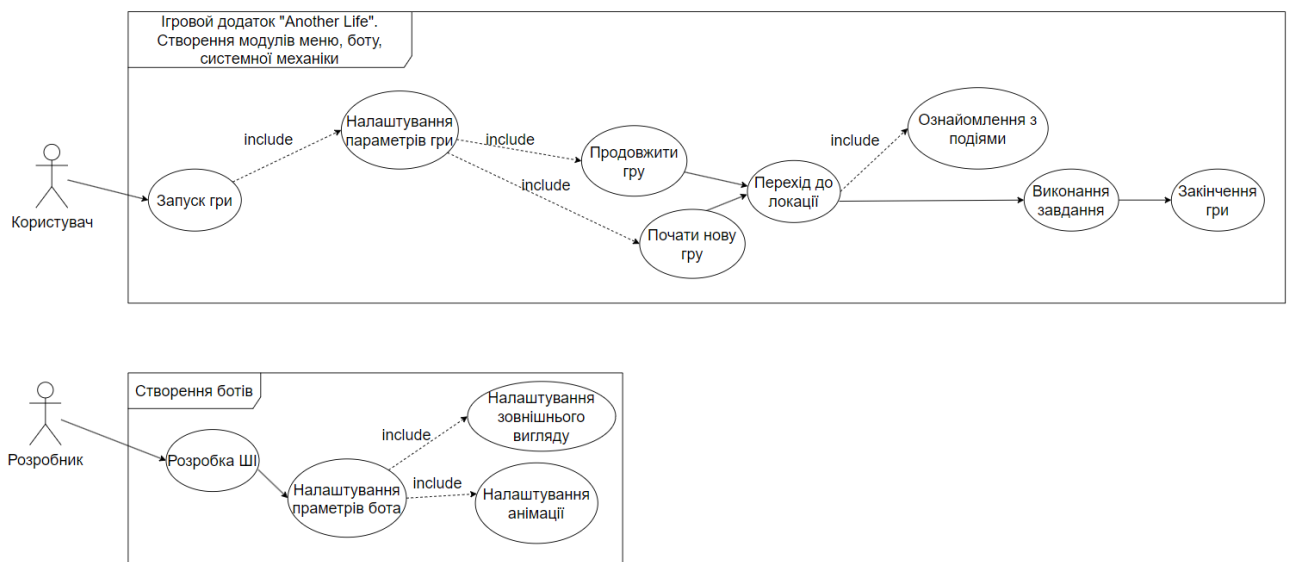 Ігровой додаток "Another Life".
Створення модулів меню, боту,
системної механіки
Користувач
Запуск гри
include
Налаштування
параметрів гри
include
include
Продовжити
гру
Почати нову
гру
Перехід до
локації
include
Ознайомлення з
подіями
Виконання
завдання
Закінчення
гри
Створення ботів
Розробник
Розробка ШІ
Налаштування
праметрів бота
include
include
Налаштування
зовнішнього
вигляду
Налаштування
анімації